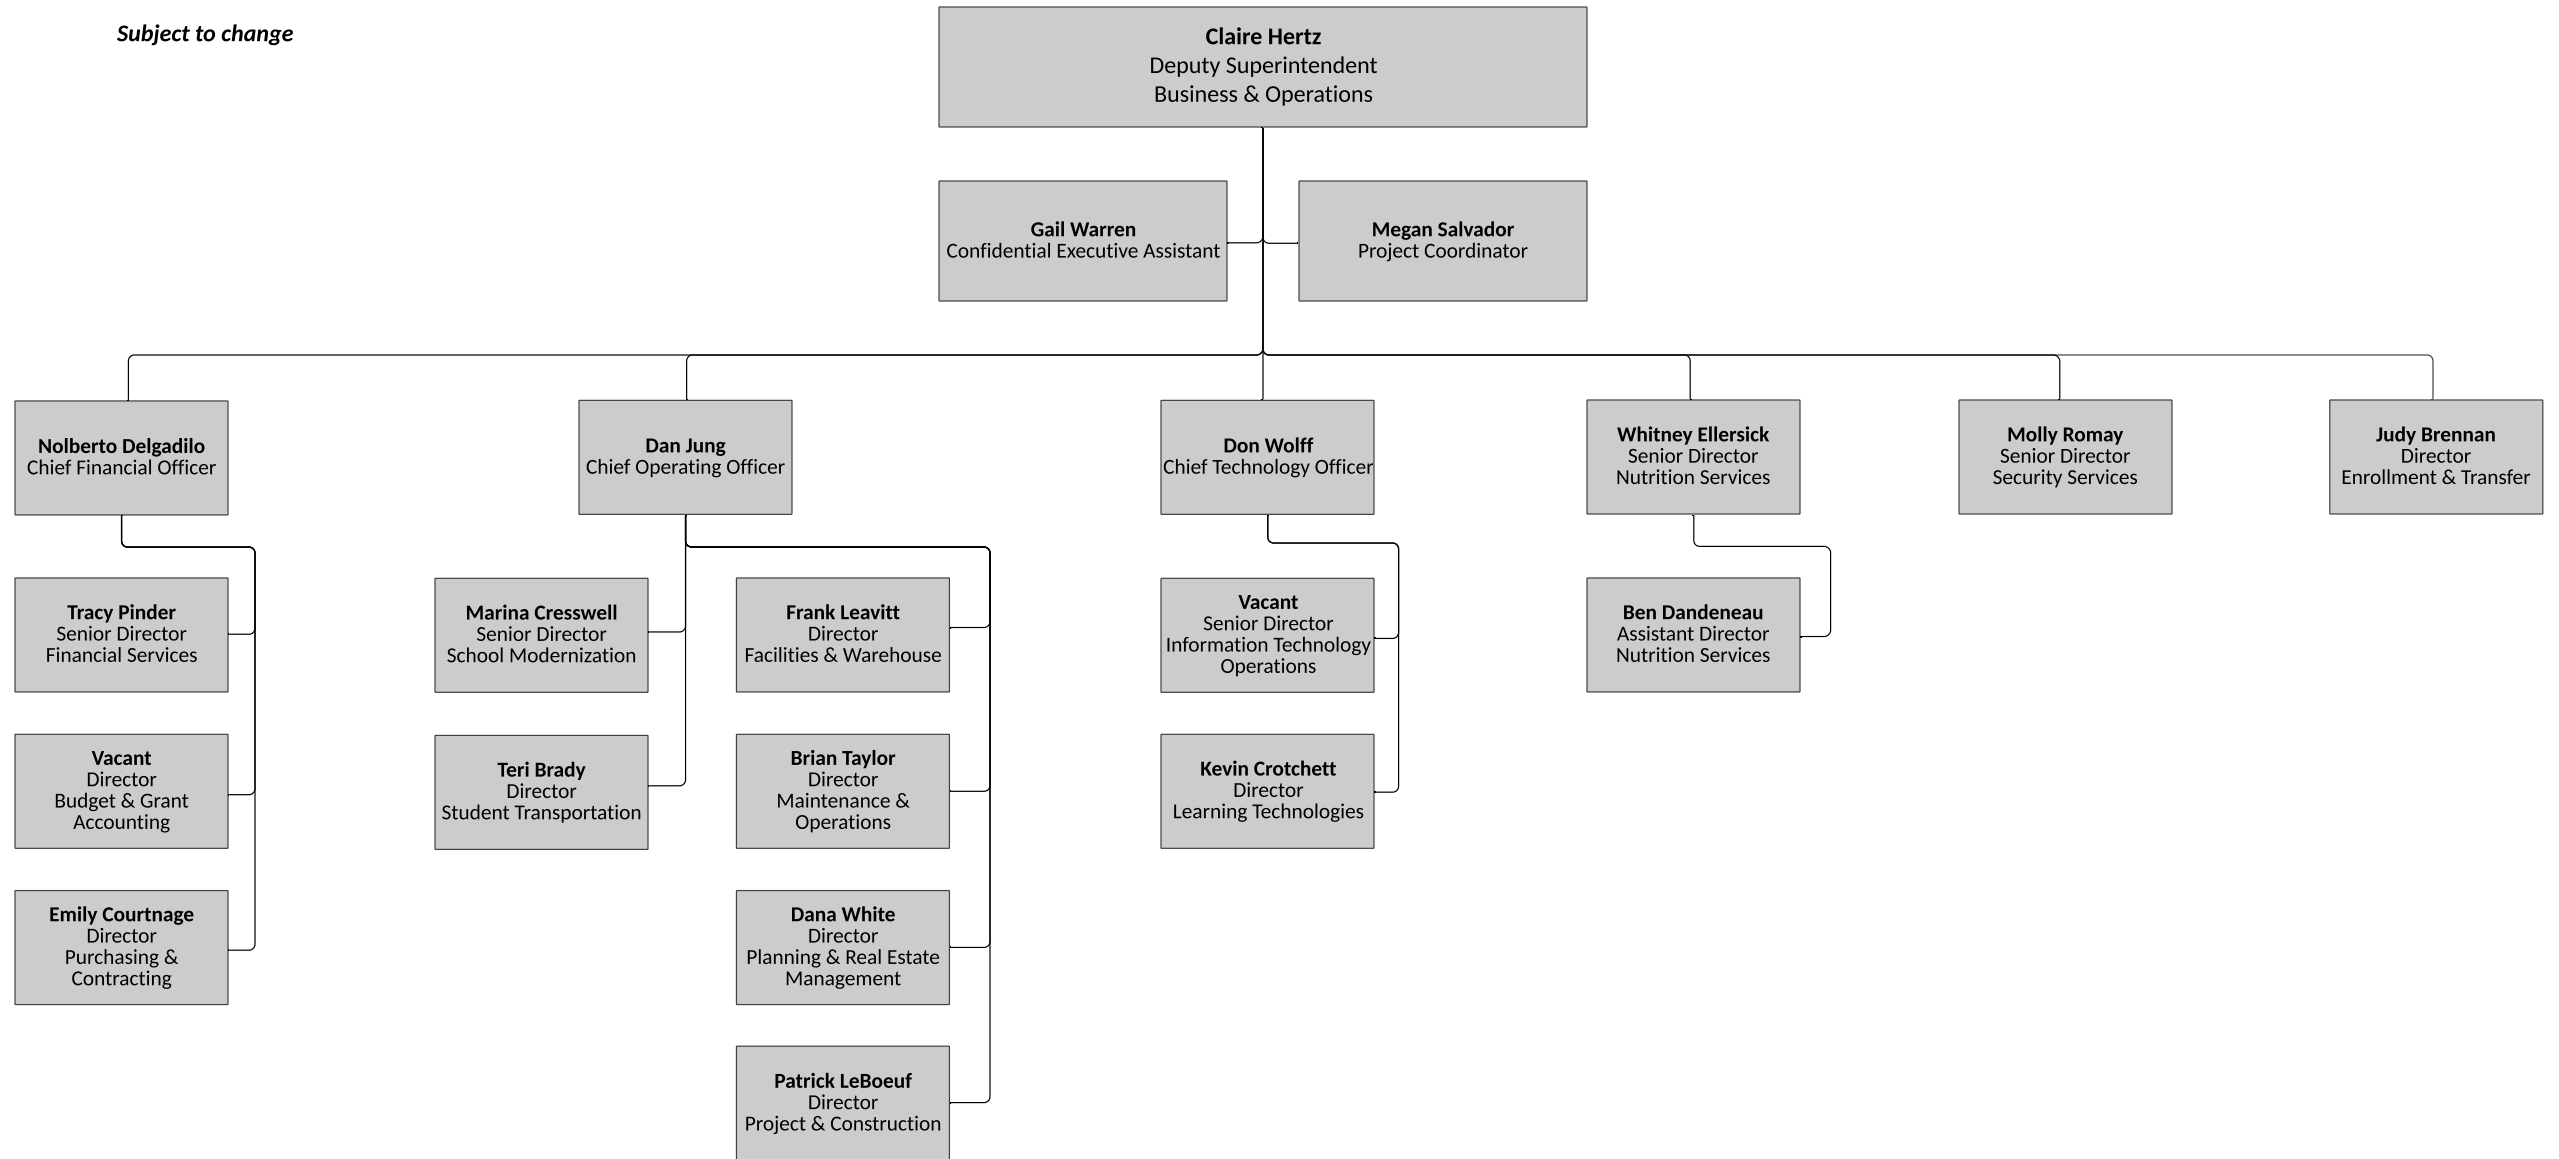 Subject to change
Claire Hertz
Deputy Superintendent
Business & Operations
Gail Warren
Confidential Executive Assistant
Megan Salvador
Project Coordinator
Nolberto Delgadilo
Chief Financial Officer
Dan Jung
Chief Operating Officer
Don Wolff
Chief Technology Officer
Whitney Ellersick
Senior Director
Nutrition Services
Molly Romay
Senior Director
Security Services
Judy Brennan
Director
Enrollment & Transfer
Tracy Pinder
Senior Director
Financial Services
Marina Cresswell
Senior Director
School Modernization
Frank Leavitt
Director
Facilities & Warehouse
Vacant
Senior Director
Information Technology
Operations
Ben Dandeneau
Assistant Director
Nutrition Services
Vacant
Director
Budget & Grant
Accounting
Teri Brady
Director
Student Transportation
Brian Taylor
Director
Maintenance &
Operations
Kevin Crotchett
Director
Learning Technologies
Emily Courtnage
Director
Purchasing &
Contracting
Dana White
Director
Planning & Real Estate
Management
Patrick LeBoeuf
Director
Project & Construction